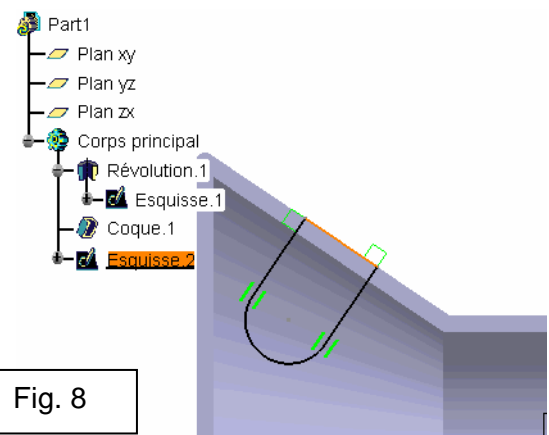 Part1
Plan xy
Plan yz
Plan zx
Corps principal
Révolution.1
Esquisse.1
Coque.1
Esquisse.2
Fig. 8